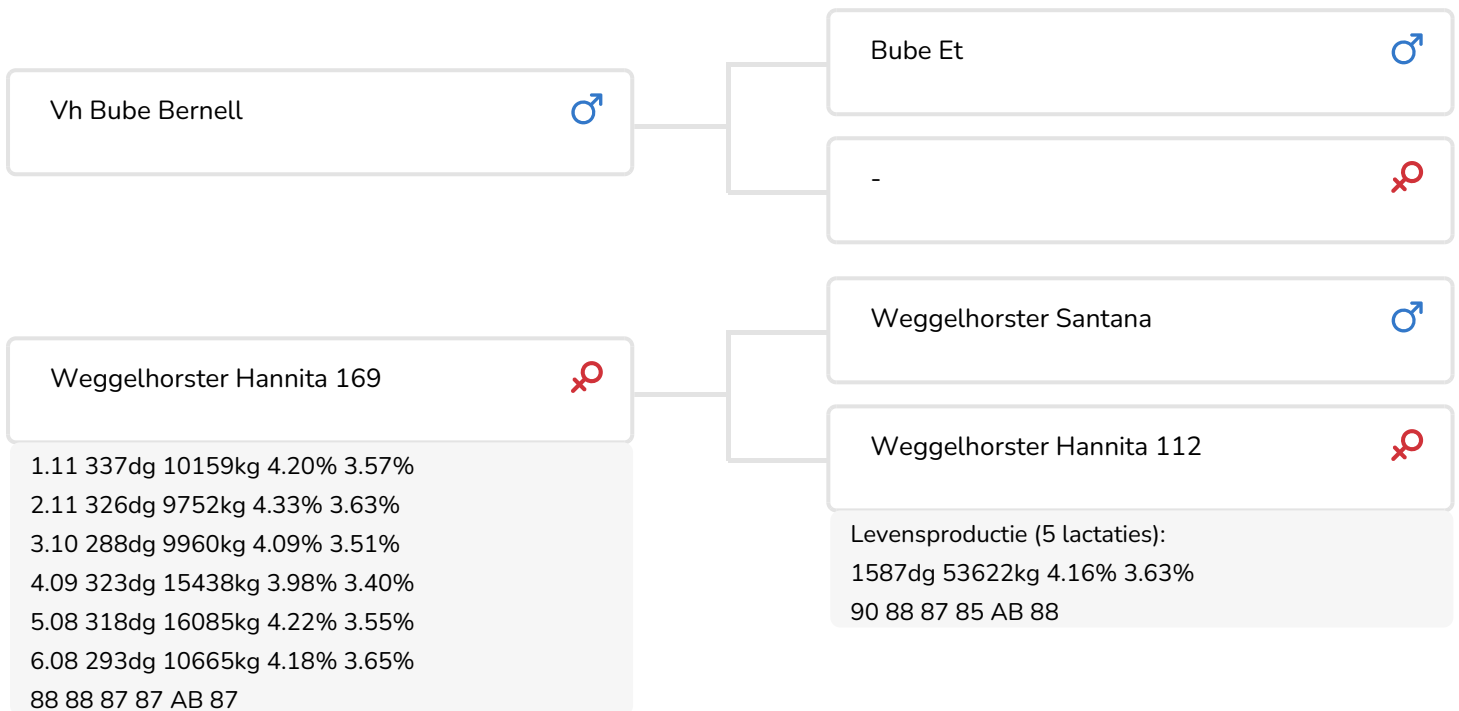 Bube Et
Vh Bube Bernell
-
Weggelhorster Santana
Weggelhorster Hannita 169
1.11 337dg 10159kg 4.20% 3.57%
2.11 326dg 9752kg 4.33% 3.63%
3.10 288dg 9960kg 4.09% 3.51%
4.09 323dg 15438kg 3.98% 3.40%
5.08 318dg 16085kg 4.22% 3.55%
6.08 293dg 10665kg 4.18% 3.65%
88 88 87 87 AB 87
Weggelhorster Hannita 112
Levensproductie (5 lactaties):
1587dg 53622kg 4.16% 3.63%
90 88 87 85 AB 88